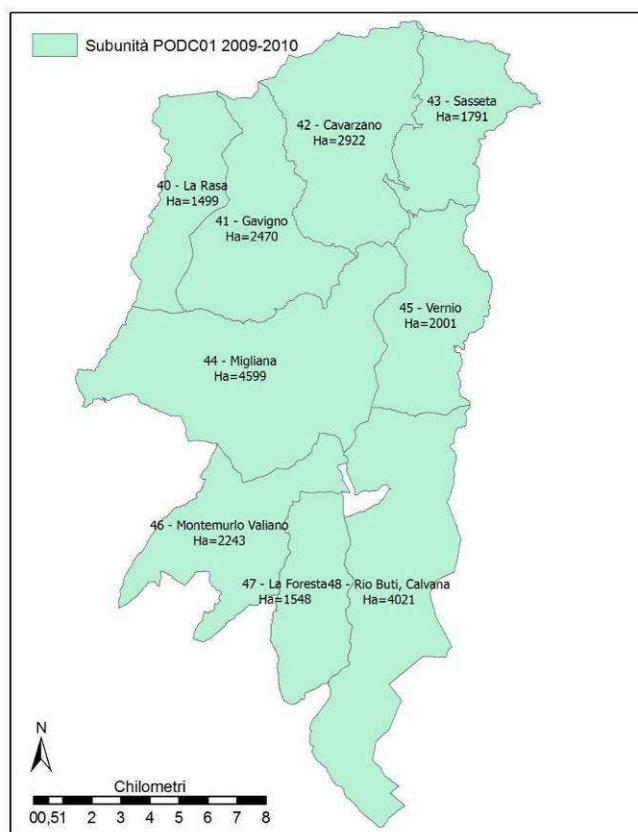 Subunità PODC01 2009-2010
43 - Sasseta
Ha=1791
42 - Cavarzano
Ha=2922
40 - La Rasa
Ha=1499
41 - Gavigno
Ha=2470
45 - Vernio
Ha=2001
44 - Migliana
Ha=4599
46 - Montemurlo Valiano
Ha=2243
47 - La Foresta
Ha=1548
48 - Rio Buti, Calvana
Ha=4021
N
Chilometri
00,51 2 3 4 5 6 7 8